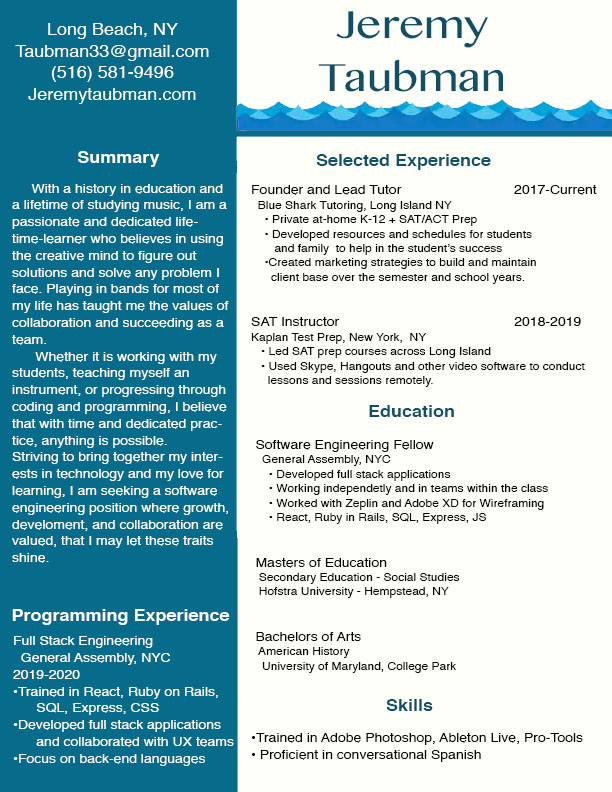 Long Beach, NY
Taubman33@gmail.com
(516) 581-9496
Jeremytaubman.com
Jeremy
Taubman
Summary
With a history in education and
a lifetime of studying music, I am a
passionate and dedicated life-
time-learner who believes in using
the creative mind to figure out
solutions and solve any problem I
face. Playing in bands for most of
my life has taught me the values of
collaboration and succeeding as a
team.
Whether it is working with my
students, teaching myself an
instrument, or progressing through
coding and programming, I believe
that with time and dedicated prac-
tice, anything is possible.
Striving to bring together my inter-
ests in technology and my love for
learning, I am seeking a software
engineering position where growth,
develoment, and collaboration are
valued, that I may let these traits
shine.
Programming Experience
Full Stack Engineering
General Assembly, NYC
2019-2020
•Trained in React, Ruby on Rails,
SQL, Express, CSS
•Developed full stack applications
and collaborated with UX teams
•Focus on back-end languages
Selected Experience
Founder and Lead Tutor 2017-Current
Blue Shark Tutoring, Long Island NY
• Private at-home K-12 + SAT/ACT Prep
• Developed resources and schedules for students
and family to help in the student's success
•Created marketing strategies to build and maintain
client base over the semester and school years.
SAT Instructor 2018-2019
Kaplan Test Prep, New York, NY
• Led SAT prep courses across Long Island
• Used Skype, Hangouts and other video software to conduct
lessons and sessions remotely.
Education
Software Engineering Fellow
General Assembly, NYC
• Developed full stack applications
• Working independetly and in teams within the class
• Worked with Zeplin and Adobe XD for Wireframing
• React, Ruby in Rails, SQL, Express, JS
Masters of Education
Secondary Education - Social Studies
Hofstra University - Hempstead, NY
Bachelors of Arts
American History
University of Maryland, College Park
Skills
•Trained in Adobe Photoshop, Ableton Live, Pro-Tools
• Proficient in conversational Spanish